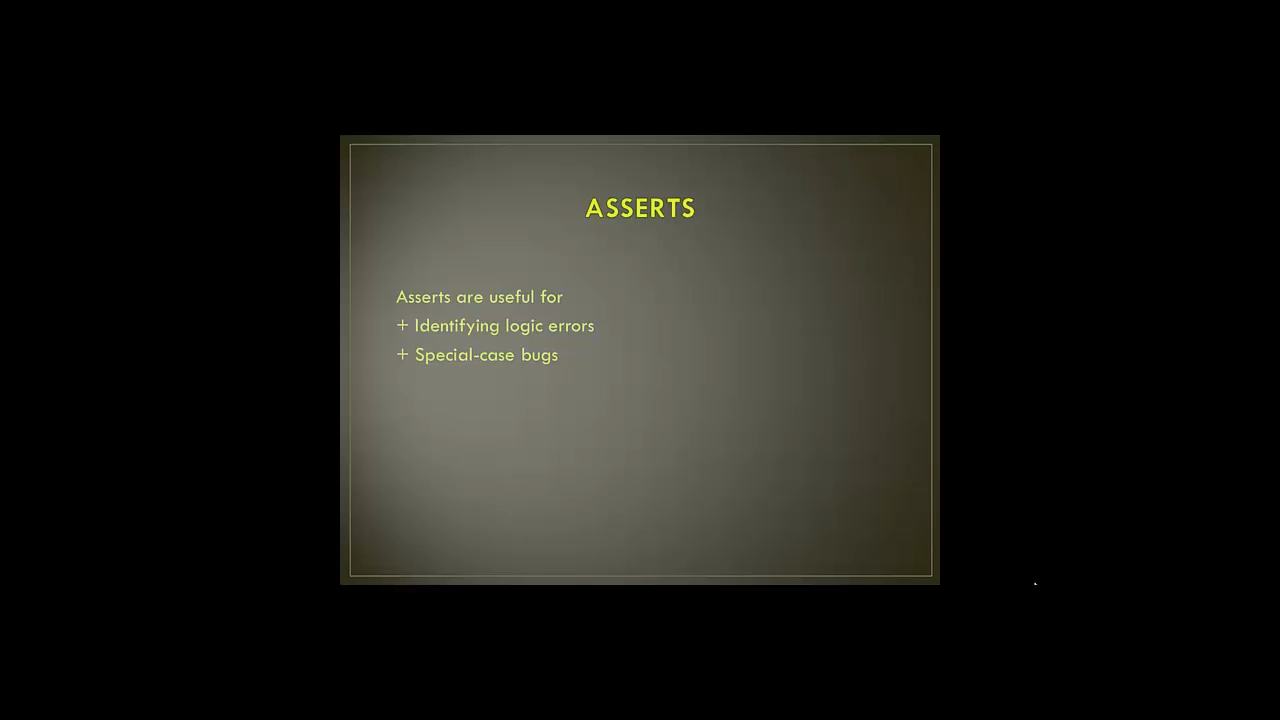 ASSERTS
Asserts are useful for
+ Identifying logic errors
+ Special-case bugs